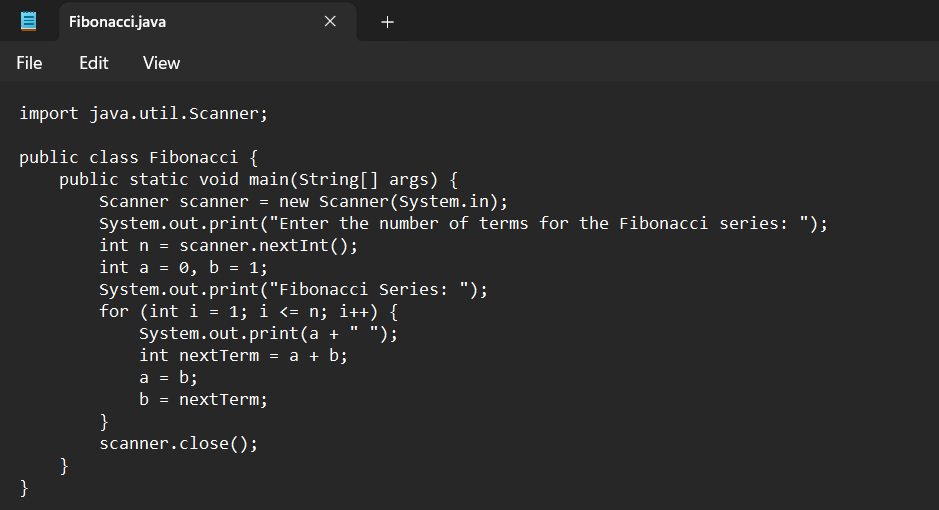 Fibonacci.java
File Edit View
import java.util.Scanner;

public class Fibonacci {
    public static void main(String[] args) {
        Scanner scanner = new Scanner(System.in);
        System.out.print("Enter the number of terms for the Fibonacci series: ");
        int n = scanner.nextInt();
        int a = 0, b = 1;
        System.out.print("Fibonacci Series: ");
        for (int i = 1; i <= n; i++) {
            System.out.print(a + " ");
            int nextTerm = a + b;
            a = b;
            b = nextTerm;
        }
        scanner.close();
    }
}